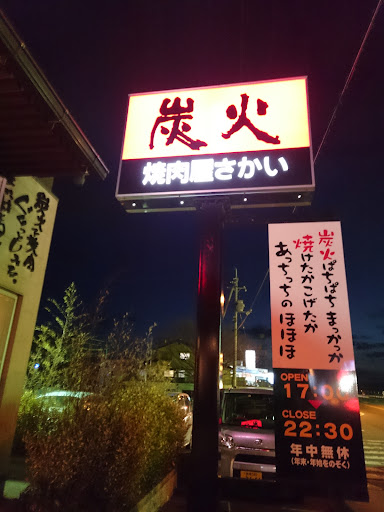 炭火
焼肉屋さかい
炭火ぱちぱちまっかっか
焼けたかこげたか
あっちっちのほほほ
OPEN
17:00
CLOSE
22:30
年中無休
(年末・年始をのぞく)